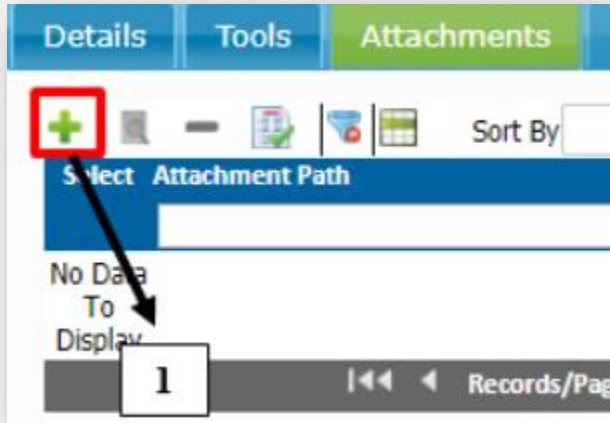 Details Tools Attachments
Sort By
Select Attachment Path
No Data
To
Display
1
Records/Pag